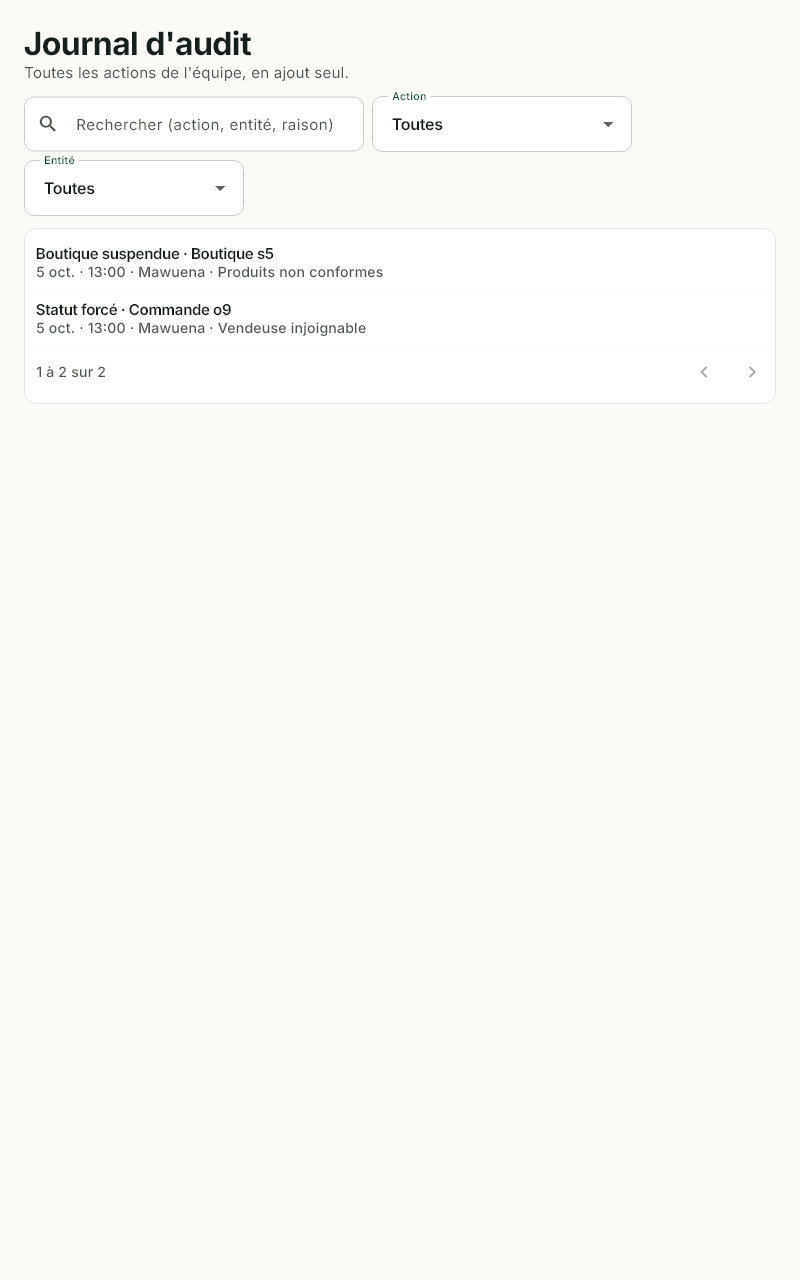 Journal d'audit
Toutes les actions de l'équipe, en ajout seul.
Rechercher (action, entité, raison)
Action
Toutes
Entité
Toutes
Boutique suspendue · Boutique s5
5 oct. · 13:00 · Mawuena · Produits non conformes
Statut forcé · Commande o9
5 oct. · 13:00 · Mawuena · Vendeuse injoignable
1 à 2 sur 2